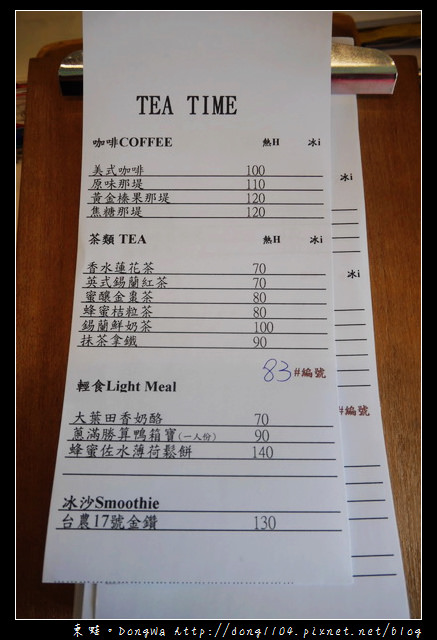 TEA TIME
咖啡COFFEE 熱H 冰i
美式咖啡 100
原味那堤 110
黃金榛果那堤 120
焦糖那堤 120
茶類 TEA 熱H 冰i
香水蓮花茶 70
英式錫蘭紅茶 70
蜜釀金棗茶 80
蜂蜜桔粒茶 80
錫蘭鮮奶茶 100
抹茶拿鐵 90
83 #編號
輕食Light Meal
大葉田香奶酪 70
蔥滿勝算鴨箱寶(一人份) 90
蜂蜜佐水薄荷鬆餅 140
冰沙Smoothie
台農17號金鑽 130
冰i
冰i
#編號
東蛙。DongWa http://dong1104.pixnet.net/blog